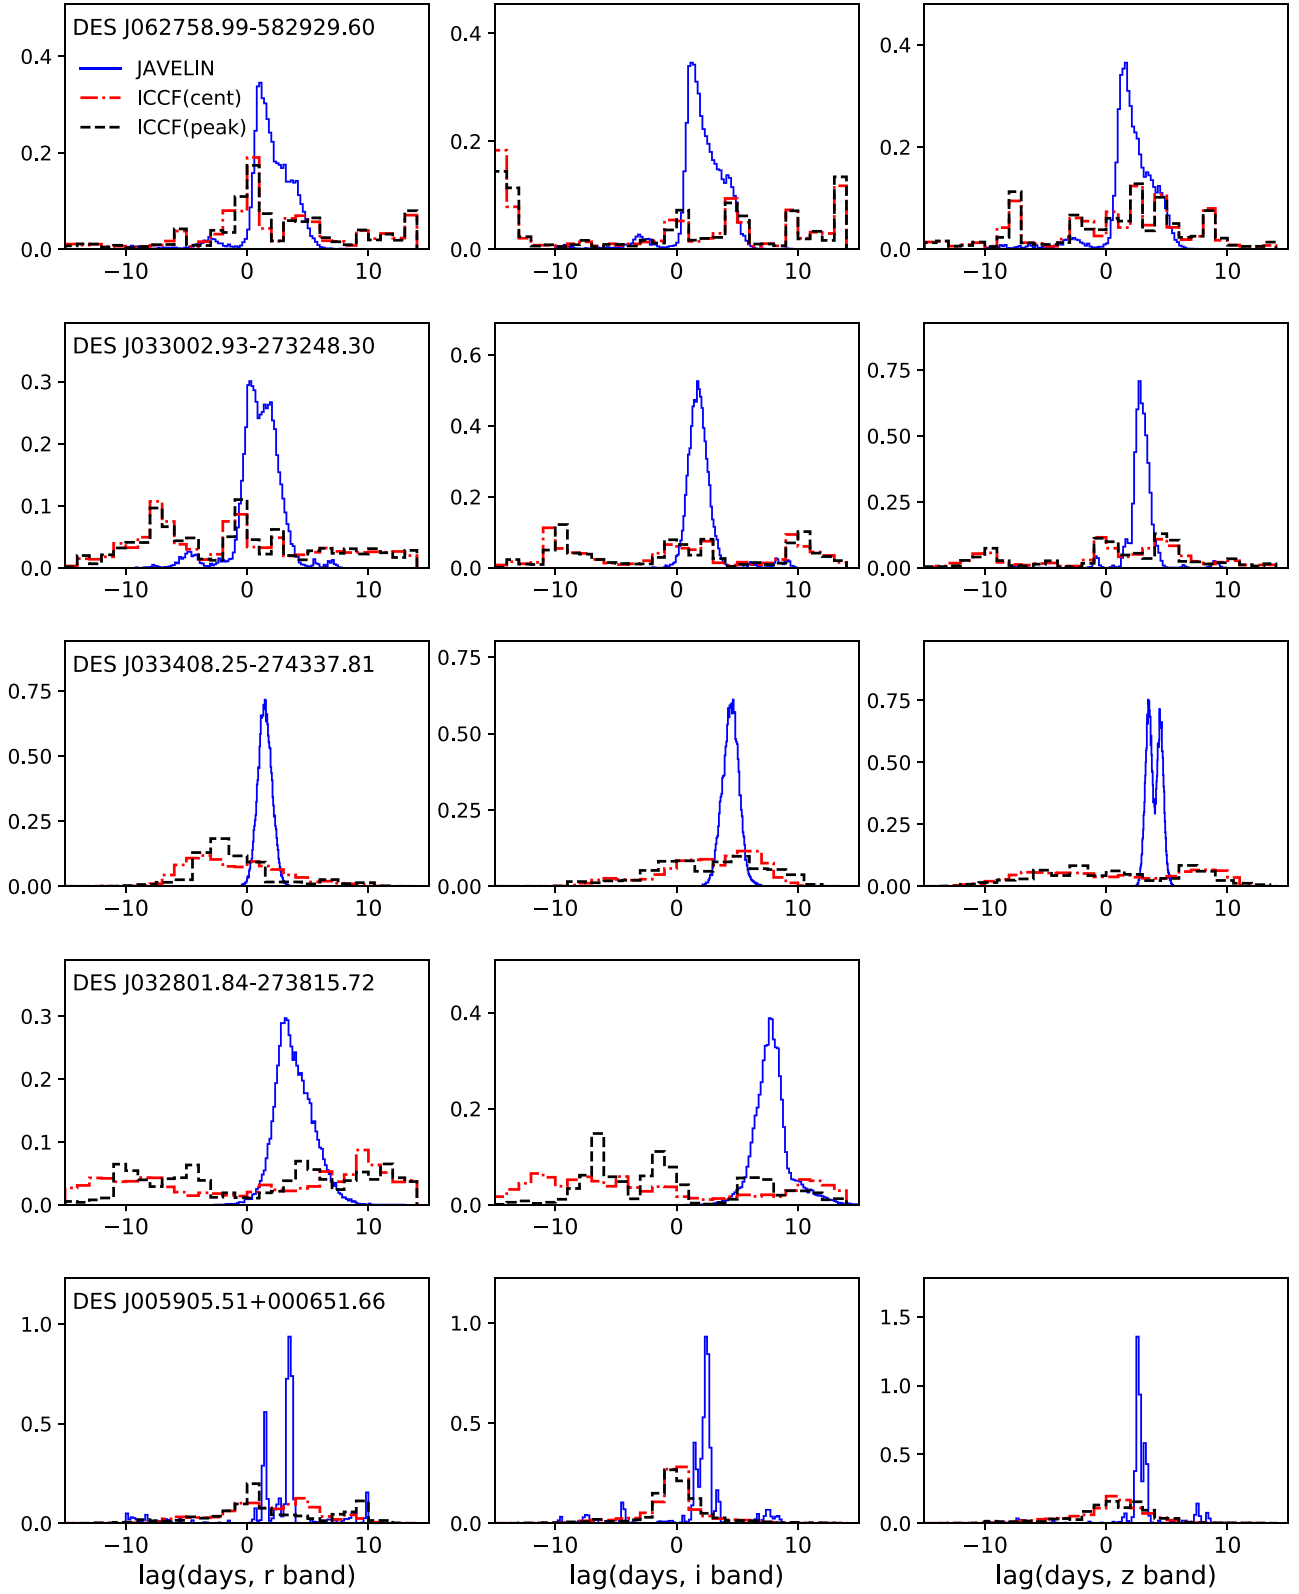 DES J062758.99-582929.60
JAVELIN
ICCF(cent)
ICCF(peak)
0.4
0.2
0.0
−10 0 10
0.4
0.2
0.0
−10 0 10
0.4
0.2
0.0
−10 0 10
DES J033002.93-273248.30
0.3
0.2
0.1
0.0
−10 0 10
0.6
0.4
0.2
0.0
−10 0 10
0.75
0.50
0.25
0.00
−10 0 10
DES J033408.25-274337.81
0.75
0.50
0.25
0.00
−10 0 10
0.75
0.50
0.25
0.00
−10 0 10
0.75
0.50
0.25
0.00
−10 0 10
DES J032801.84-273815.72
0.3
0.2
0.1
0.0
−10 0 10
0.4
0.2
0.0
−10 0 10
DES J005905.51+000651.66
1.0
0.5
0.0
−10 0 10
lag(days, r band)
1.0
0.5
0.0
−10 0 10
lag(days, i band)
1.5
1.0
0.5
0.0
−10 0 10
lag(days, z band)